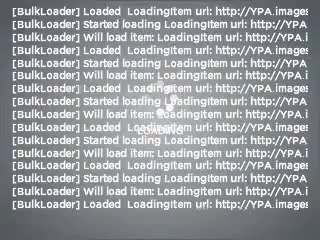 [BulkLoader] Loaded  LoadingItem url: http://YPA.images
[BulkLoader] Started loading LoadingItem url: http://YPA
[BulkLoader] Will load item: LoadingItem url: http://YPA.i
[BulkLoader] Loaded  LoadingItem url: http://YPA.images
[BulkLoader] Started loading LoadingItem url: http://YPA
[BulkLoader] Will load item: LoadingItem url: http://YPA.i
[BulkLoader] Loaded  LoadingItem url: http://YPA.images
[BulkLoader] Started loading LoadingItem url: http://YPA
[BulkLoader] Will load item: LoadingItem url: http://YPA.i
[BulkLoader] Loaded  LoadingItem url: http://YPA.images
LOADING
[BulkLoader] Started loading LoadingItem url: http://YPA
[BulkLoader] Will load item: LoadingItem url: http://YPA.i
[BulkLoader] Loaded  LoadingItem url: http://YPA.images
[BulkLoader] Started loading LoadingItem url: http://YPA
[BulkLoader] Will load item: LoadingItem url: http://YPA.i
[BulkLoader] Loaded  LoadingItem url: http://YPA.images